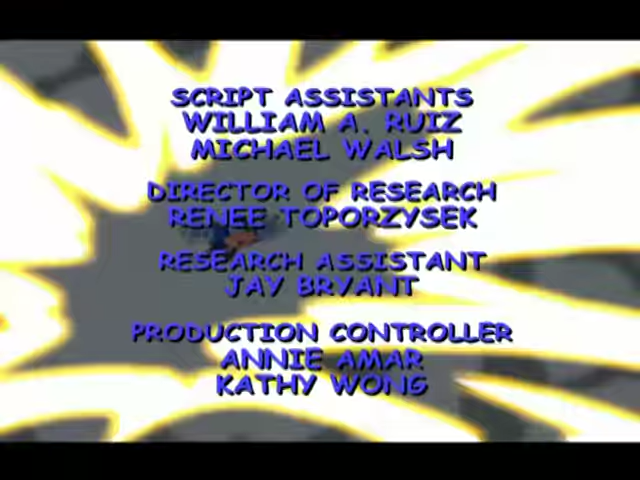 SCRIPT ASSISTANTS
WILLIAM A. RUIZ
MICHAEL WALSH
DIRECTOR OF RESEARCH
RENEE TOPORZYSEK
RESEARCH ASSISTANT
JAY BRYANT
PRODUCTION CONTROLLER
ANNIE AMAR
KATHY WONG